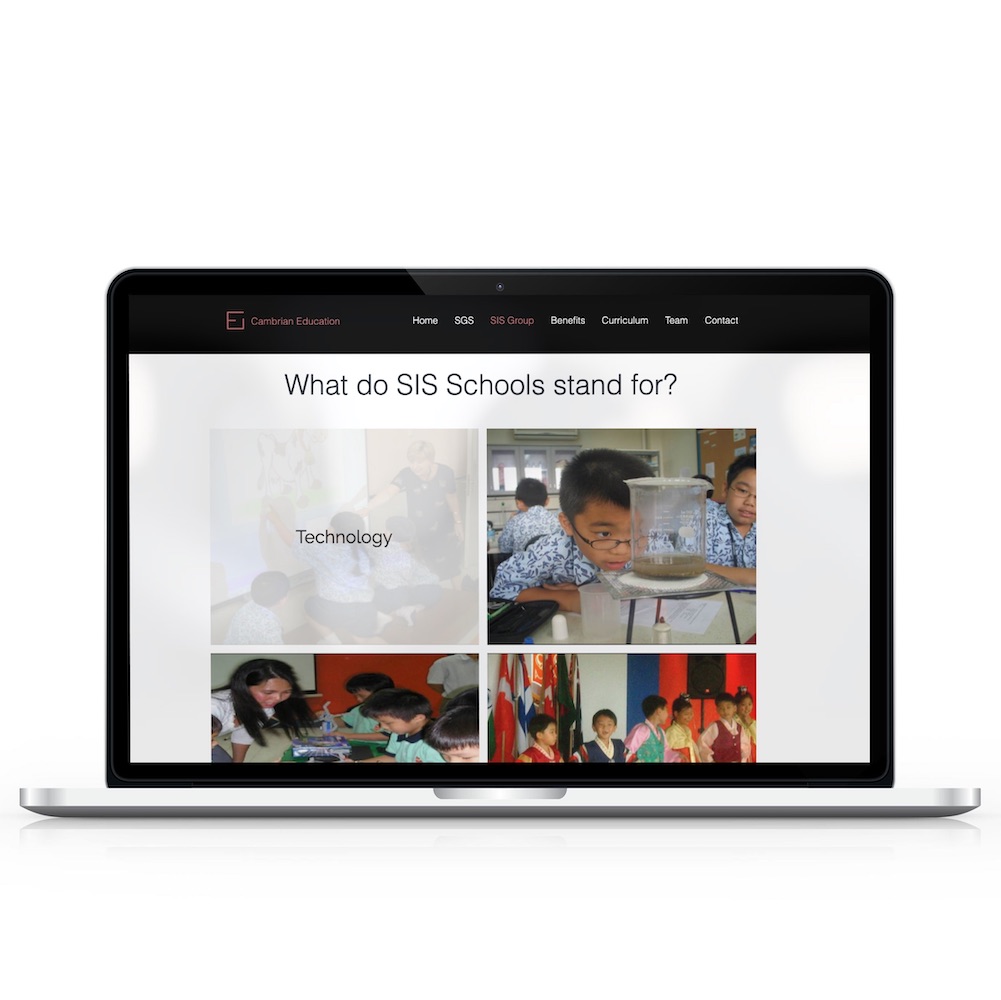 Cambrian Education
Home SGS SIS Group Benefits Curriculum Team Contact
What do SIS Schools stand for?
Technology